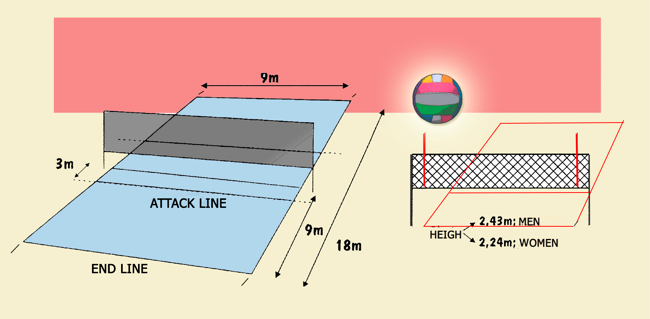 9m
3m
ATTACK LINE
9m
18m
END LINE
HEIGH
2,43m; MEN
2,24m; WOMEN